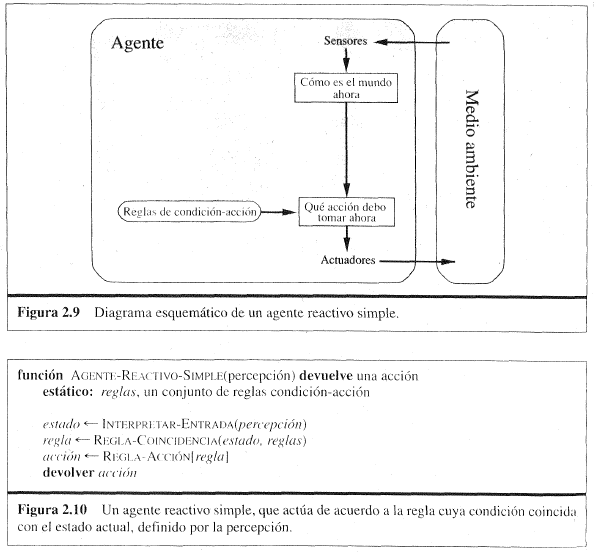 Agente
Sensores
Cómo es el mundo
ahora
Medio ambiente
Reglas de condición-acción
Qué acción debo
tomar ahora
Actuadores
Figura 2.9 Diagrama esquemático de un agente reactivo simple.
función AGENTE-REACTIVO-SIMPLE(percepción) devuelve una acción
estático: reglas, un conjunto de reglas condición-acción
estado ← INTERPRETAR-ENTRADA(percepción)
regla ← REGLA-COINCIDENCIA(estado, reglas)
acción ← REGLA-ACCIÓN[regla]
devolver acción
Figura 2.10 Un agente reactivo simple, que actúa de acuerdo a la regla cuya condición coincida
con el estado actual, definido por la percepción.